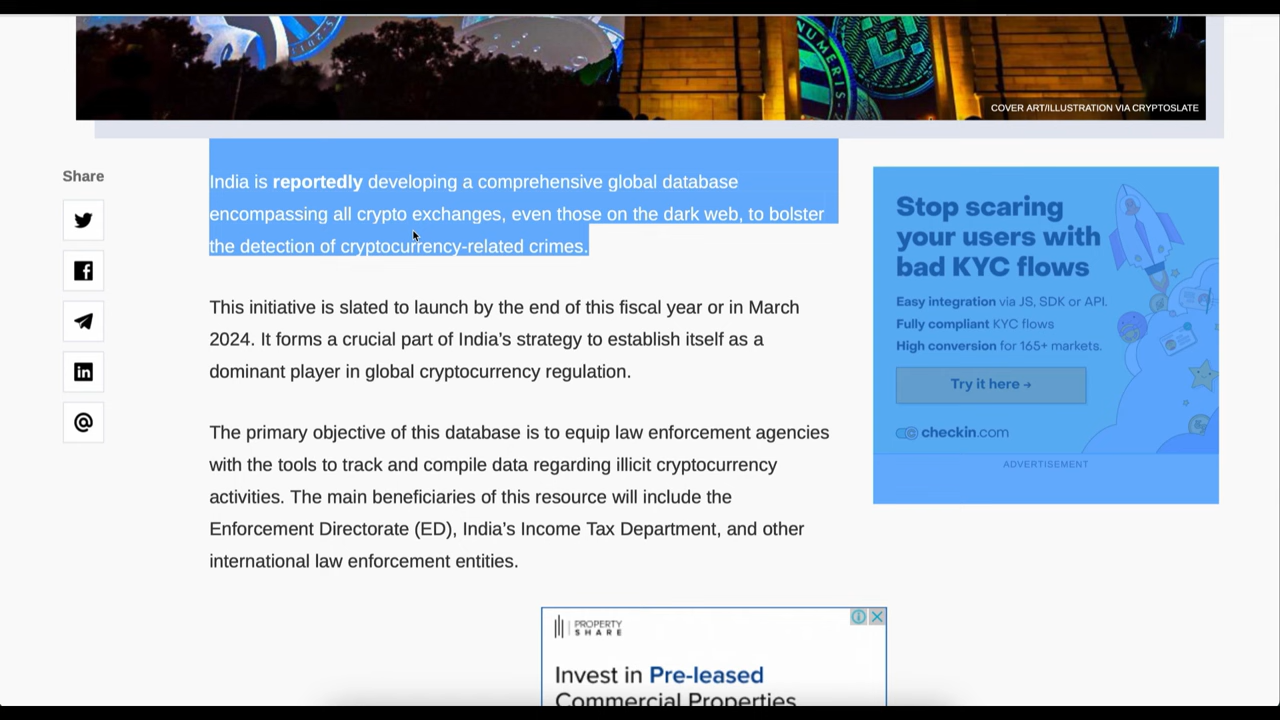 NUMERIS
COVER ART/ILLUSTRATION VIA CRYPTOSLATE
Share
India is reportedly developing a comprehensive global database
encompassing all crypto exchanges, even those on the dark web, to bolster
the detection of cryptocurrency-related crimes.
This initiative is slated to launch by the end of this fiscal year or in March
2024. It forms a crucial part of India's strategy to establish itself as a
dominant player in global cryptocurrency regulation.
The primary objective of this database is to equip law enforcement agencies
with the tools to track and compile data regarding illicit cryptocurrency
activities. The main beneficiaries of this resource will include the
Enforcement Directorate (ED), India's Income Tax Department, and other
international law enforcement entities.
Stop scaring
your users with
bad KYC flows
Easy integration via JS, SDK or API.
Fully compliant KYC flows
High conversion for 165+ markets.
Try it here →
checkin.com
ADVERTISEMENT
PROPERTY
SHARE
Invest in Pre-leased
Commercial Properties